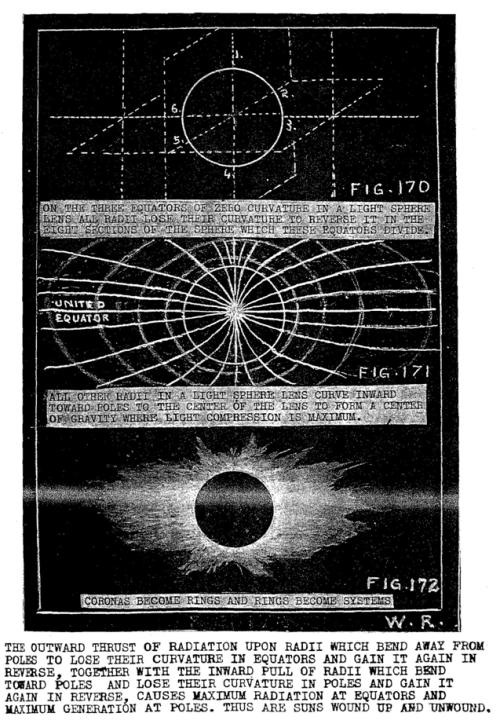 1.
2.
6.
3.
5.
4.
FIG.170
ON THE THREE EQUATORS OF ZERO CURVATURE IN A LIGHT SPHERE
LENS ALL RADII LOSE THEIR CURVATURE TO REVERSE IT IN THE
EIGHT SECTIONS OF THE SPHERE WHICH THESE EQUATORS DIVIDE.
UNITED
EQUATOR
FIG.171
ALL OTHER RADII IN A LIGHT SPHERE LENS CURVE INWARD
TOWARD POLES TO THE CENTER OF THE LENS TO FORM A CENTER
OF GRAVITY WHERE LIGHT COMPRESSION IS MAXIMUM.
FIG.172
CORONAS BECOME RINGS AND RINGS BECOME SYSTEMS
W.R.
THE OUTWARD THRUST OF RADIATION UPON RADII WHICH BEND AWAY FROM
POLES TO LOSE THEIR CURVATURE IN EQUATORS AND GAIN IT AGAIN IN
REVERSE, TOGETHER WITH THE INWARD PULL OF RADII WHICH BEND
TOWARD POLES AND LOSE THEIR CURVATURE IN POLES AND GAIN IT
AGAIN IN REVERSE, CAUSES MAXIMUM RADIATION AT EQUATORS AND
MAXIMUM GENERATION AT POLES. THUS ARE SUNS WOUND UP AND UNWOUND.